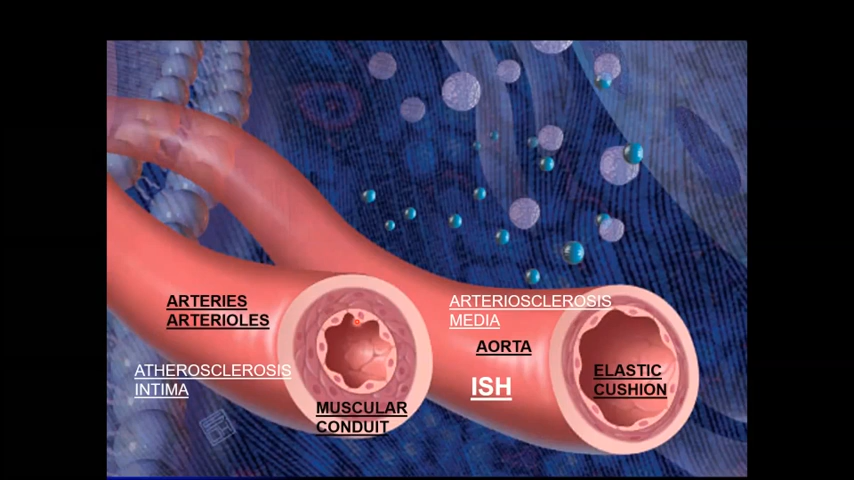 ARTERIES
ARTERIOLES
ATHEROSCLEROSIS
INTIMA
MUSCULAR
CONDUIT
ARTERIOSCLEROSIS
MEDIA
AORTA
ISH
ELASTIC
CUSHION